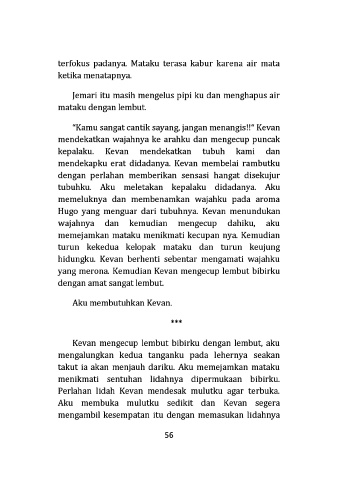 terfokus padanya. Mataku terasa kabur karena air mata
ketika menatapnya.
Jemari itu masih mengelus pipi ku dan menghapus air
mataku dengan lembut.
"Kamu sangat cantik sayang, jangan menangis!!" Kevan
mendekatkan wajahnya ke arahku dan mengecup puncak
kepalaku. Kevan mendekatkan tubuh kami dan
mendekapku erat didadanya. Kevan membelai rambutku
dengan perlahan memberikan sensasi hangat disekujur
tubuhku. Aku meletakan kepalaku didadanya. Aku
memeluknya dan membenamkan wajahku pada aroma
Hugo yang menguar dari tubuhnya. Kevan menundukan
wajahnya dan kemudian mengecup dahiku, aku
memejamkan mataku menikmati kecupan nya. Kemudian
turun kekedua kelopak mataku dan turun keujung
hidungku. Kevan berhenti sebentar mengamati wajahku
yang merona. Kemudian Kevan mengecup lembut bibirku
dengan amat sangat lembut.
Aku membutuhkan Kevan.
***
Kevan mengecup lembut bibirku dengan lembut, aku
mengalungkan kedua tanganku pada lehernya seakan
takut ia akan menjauh dariku. Aku memejamkan mataku
menikmati sentuhan lidahnya dipermukaan bibirku.
Perlahan lidah Kevan mendesak mulutku agar terbuka.
Aku membuka mulutku sedikit dan Kevan segera
mengambil kesempatan itu dengan memasukan lidahnya
56